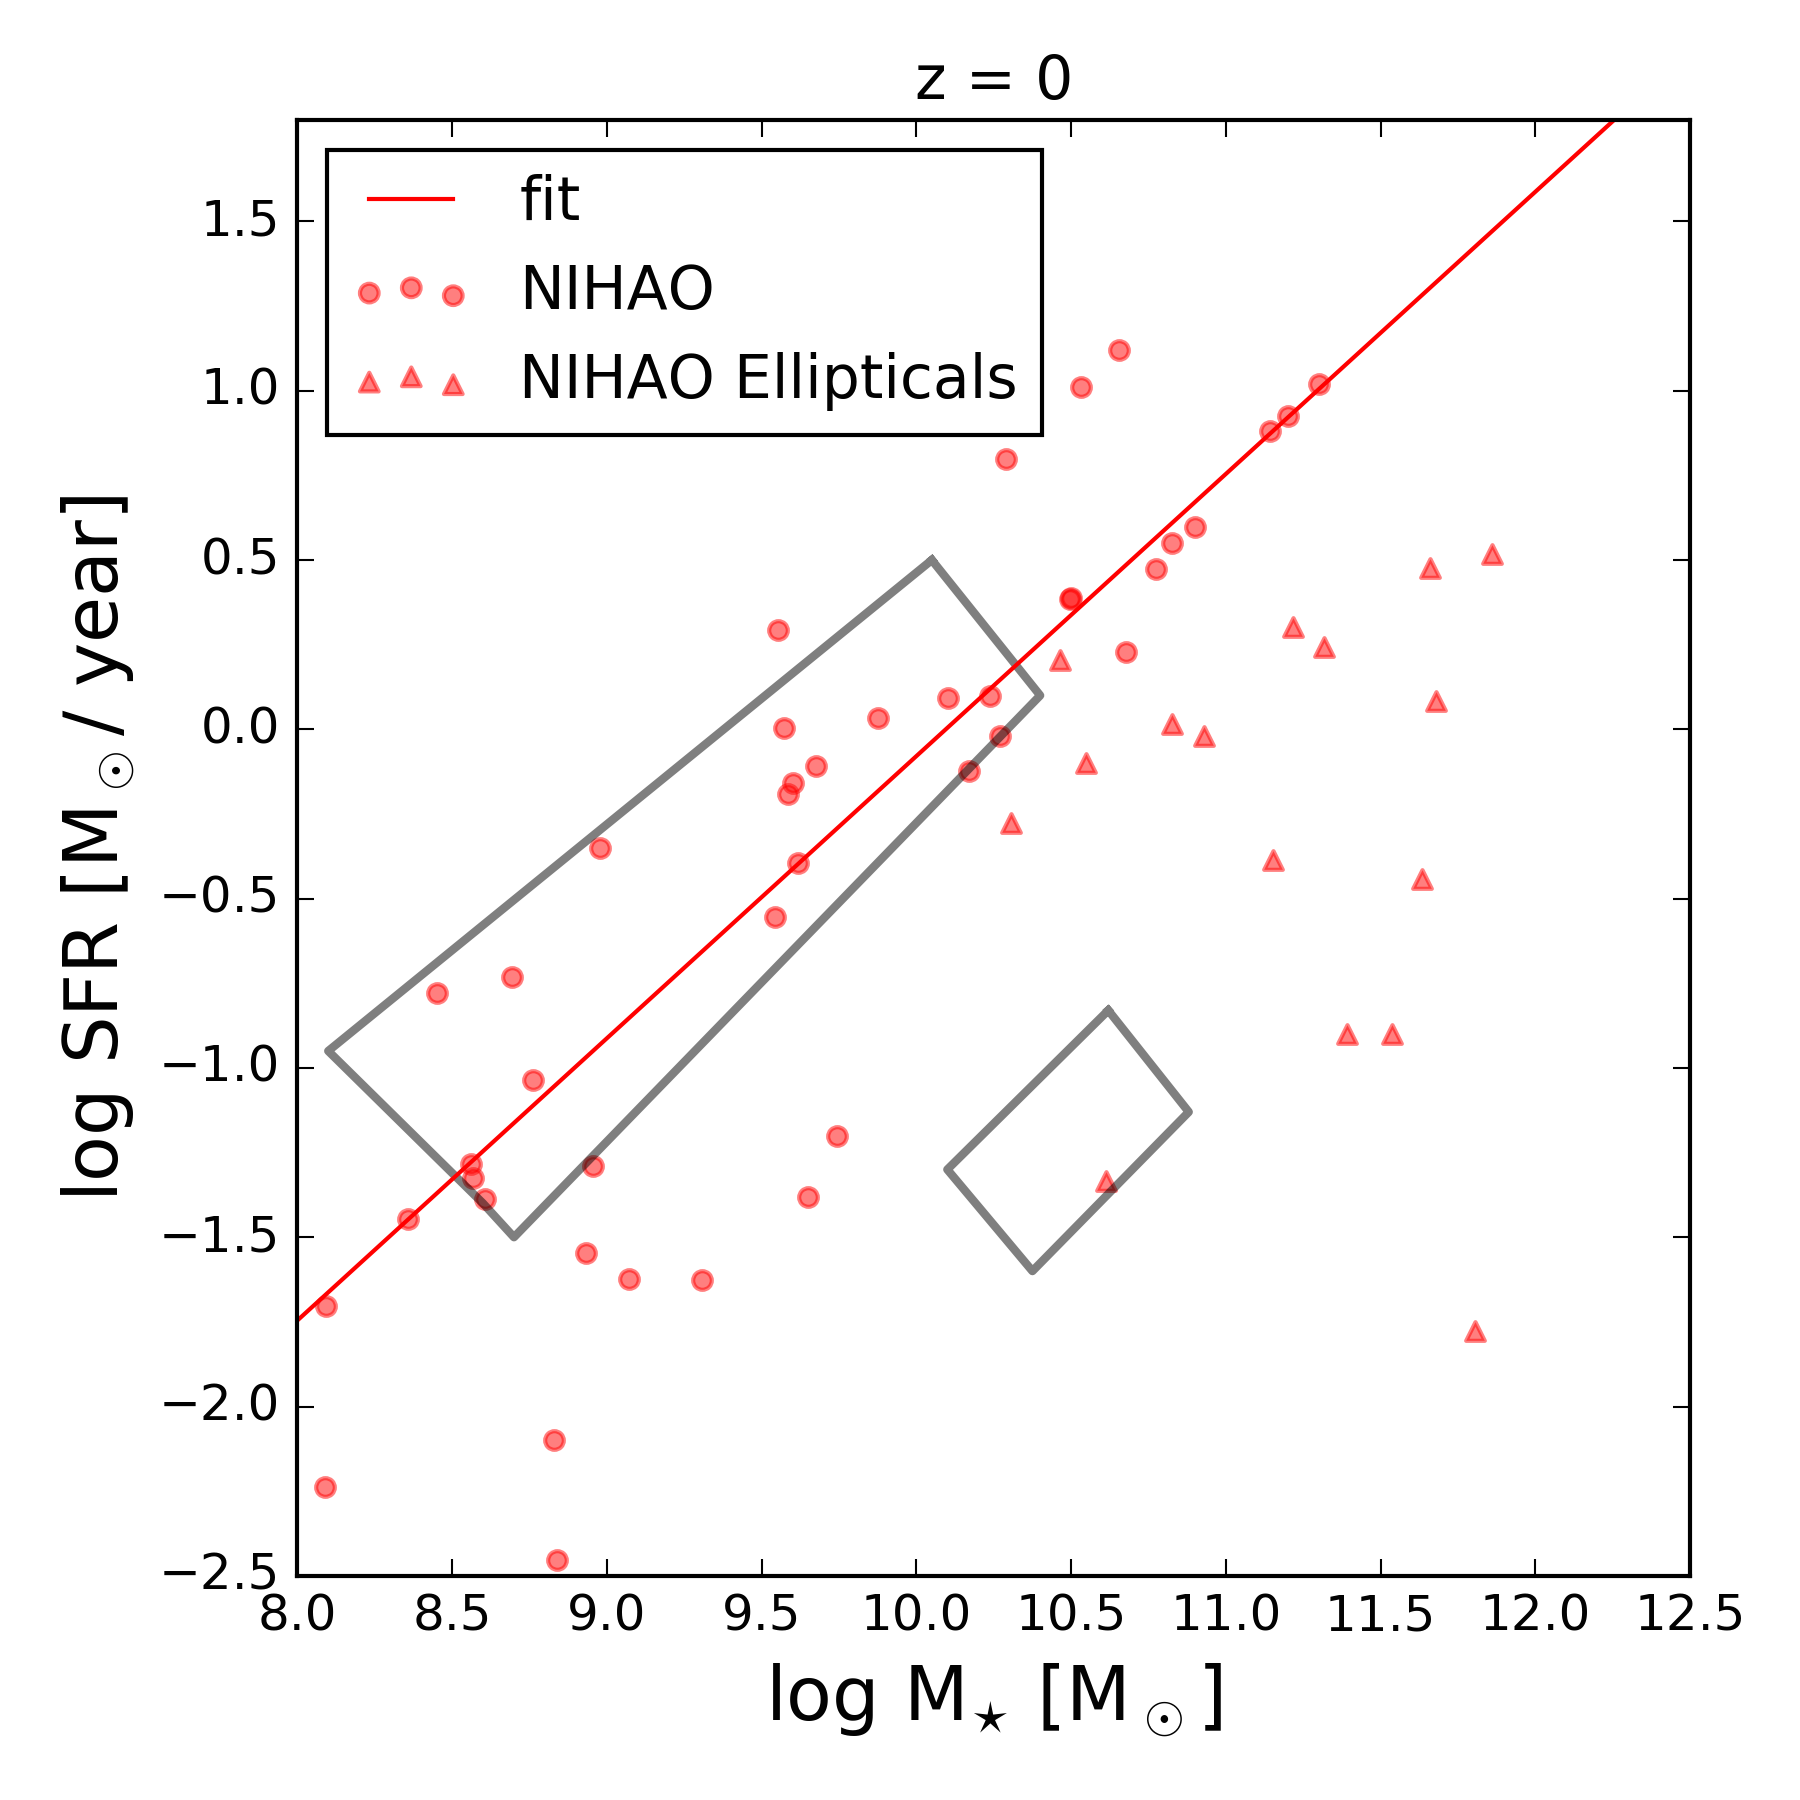 z = 0
fit
NIHAO
NIHAO Ellipticals
log SFR [M☉/ year]
1.5
1.0
0.5
0.0
−0.5
−1.0
−1.5
−2.0
−2.5
8.0 8.5 9.0 9.5 10.0 10.5 11.0 11.5 12.0 12.5
log M★ [M☉]